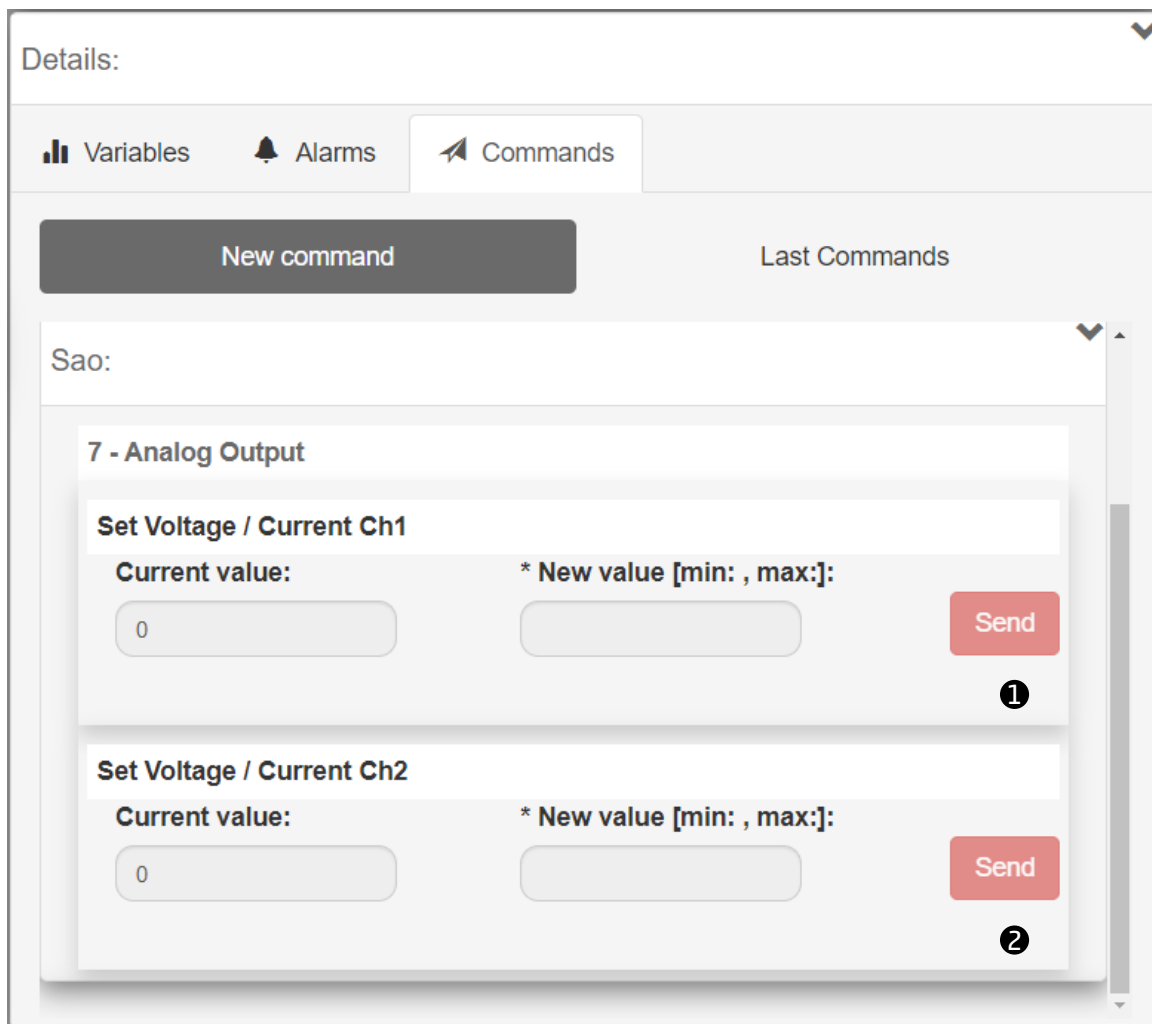 Details:
Variables Alarms Commands
New command Last Commands
Sao:
7 - Analog Output
Set Voltage / Current Ch1
Current value: * New value [min: , max:]:
0 Send
❶
Set Voltage / Current Ch2
Current value: * New value [min: , max:]:
0 Send
❷